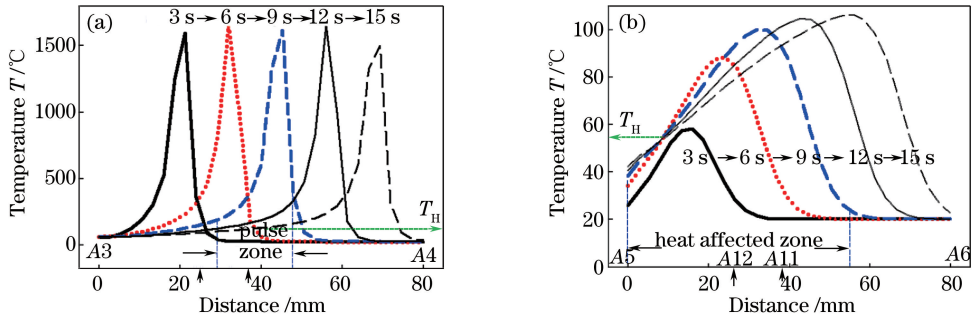 (a)
3 s→6 s→9 s→12 s→15 s
Temperature T /℃
1500
1000
500
0
T_H
pulse
zone
A3
A4
0 20 40 60 80
Distance /mm
(b)
Temperature T /℃
100
80
60
40
20
0
T_H
3 s→6 s→9 s→12 s→15 s
heat affected zone
A5
A12
A11
A6
0 20 40 60 80
Distance /mm